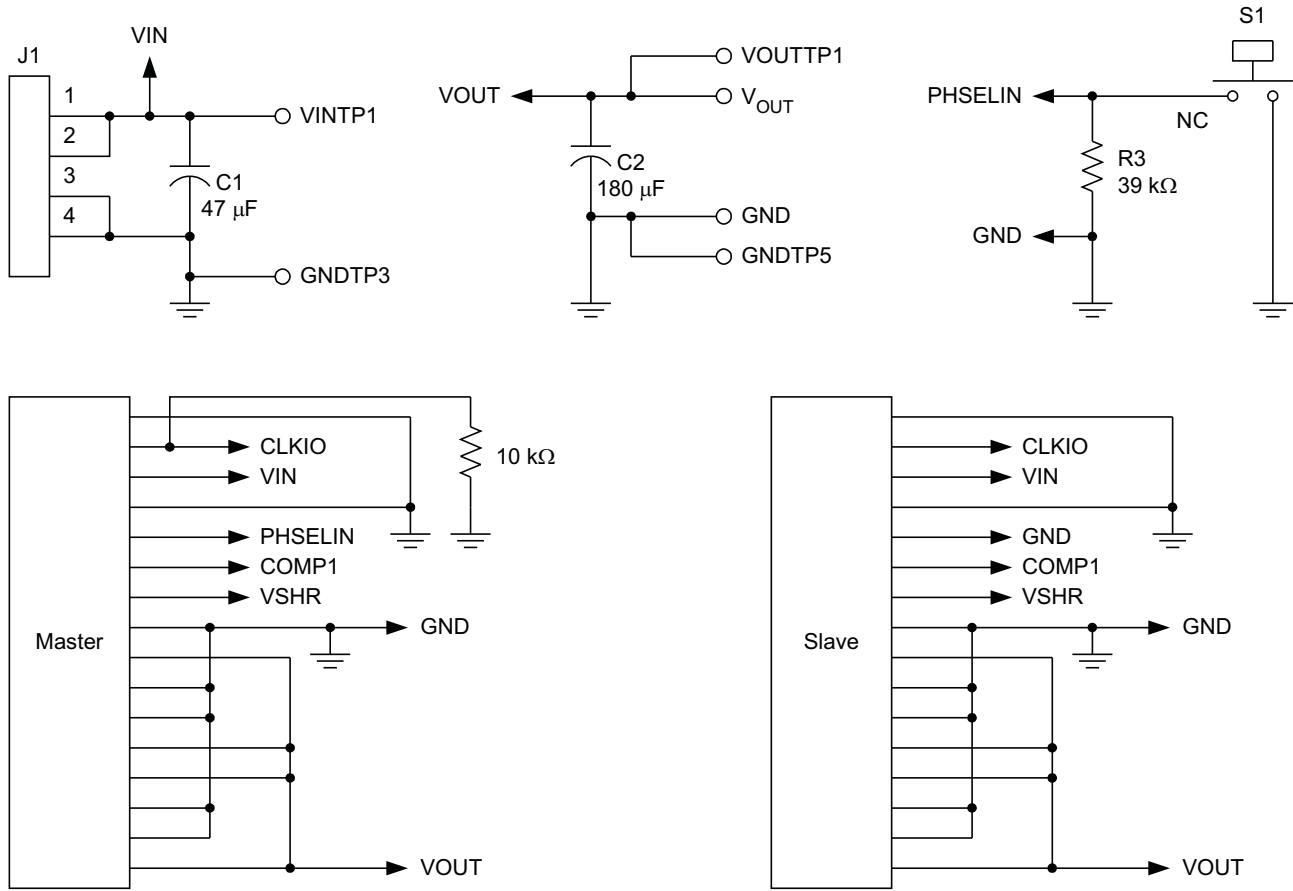 J1
VIN
1
2
3
4
VINTP1
C1
47 μF
GNDTP3
VOUTTP1
VOUT
VOUT
C2
180 μF
GND
GNDTP5
S1
PHSELIN
NC
R3
39 kΩ
GND
Master
CLKIO
10 kΩ
VIN
PHSELIN
COMP1
VSHR
GND
VOUT
Slave
CLKIO
VIN
GND
COMP1
VSHR
GND
VOUT